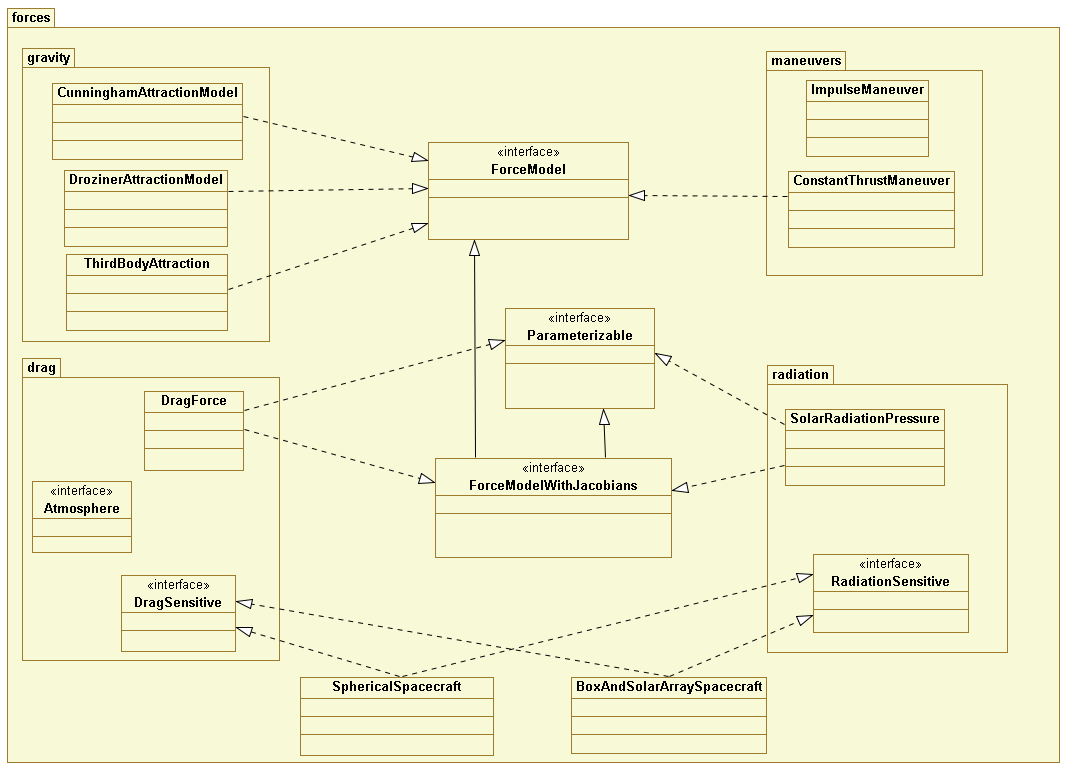 forces
gravity
CunninghamAttractionModel
DrozinerAttractionModel
ThirdBodyAttraction
maneuvers
ImpulseManeuver
ConstantThrustManeuver
«interface»
ForceModel
«interface»
Parameterizable
«interface»
ForceModelWithJacobians
drag
DragForce
«interface»
Atmosphere
«interface»
DragSensitive
radiation
SolarRadiationPressure
«interface»
RadiationSensitive
SphericalSpacecraft
BoxAndSolarArraySpacecraft